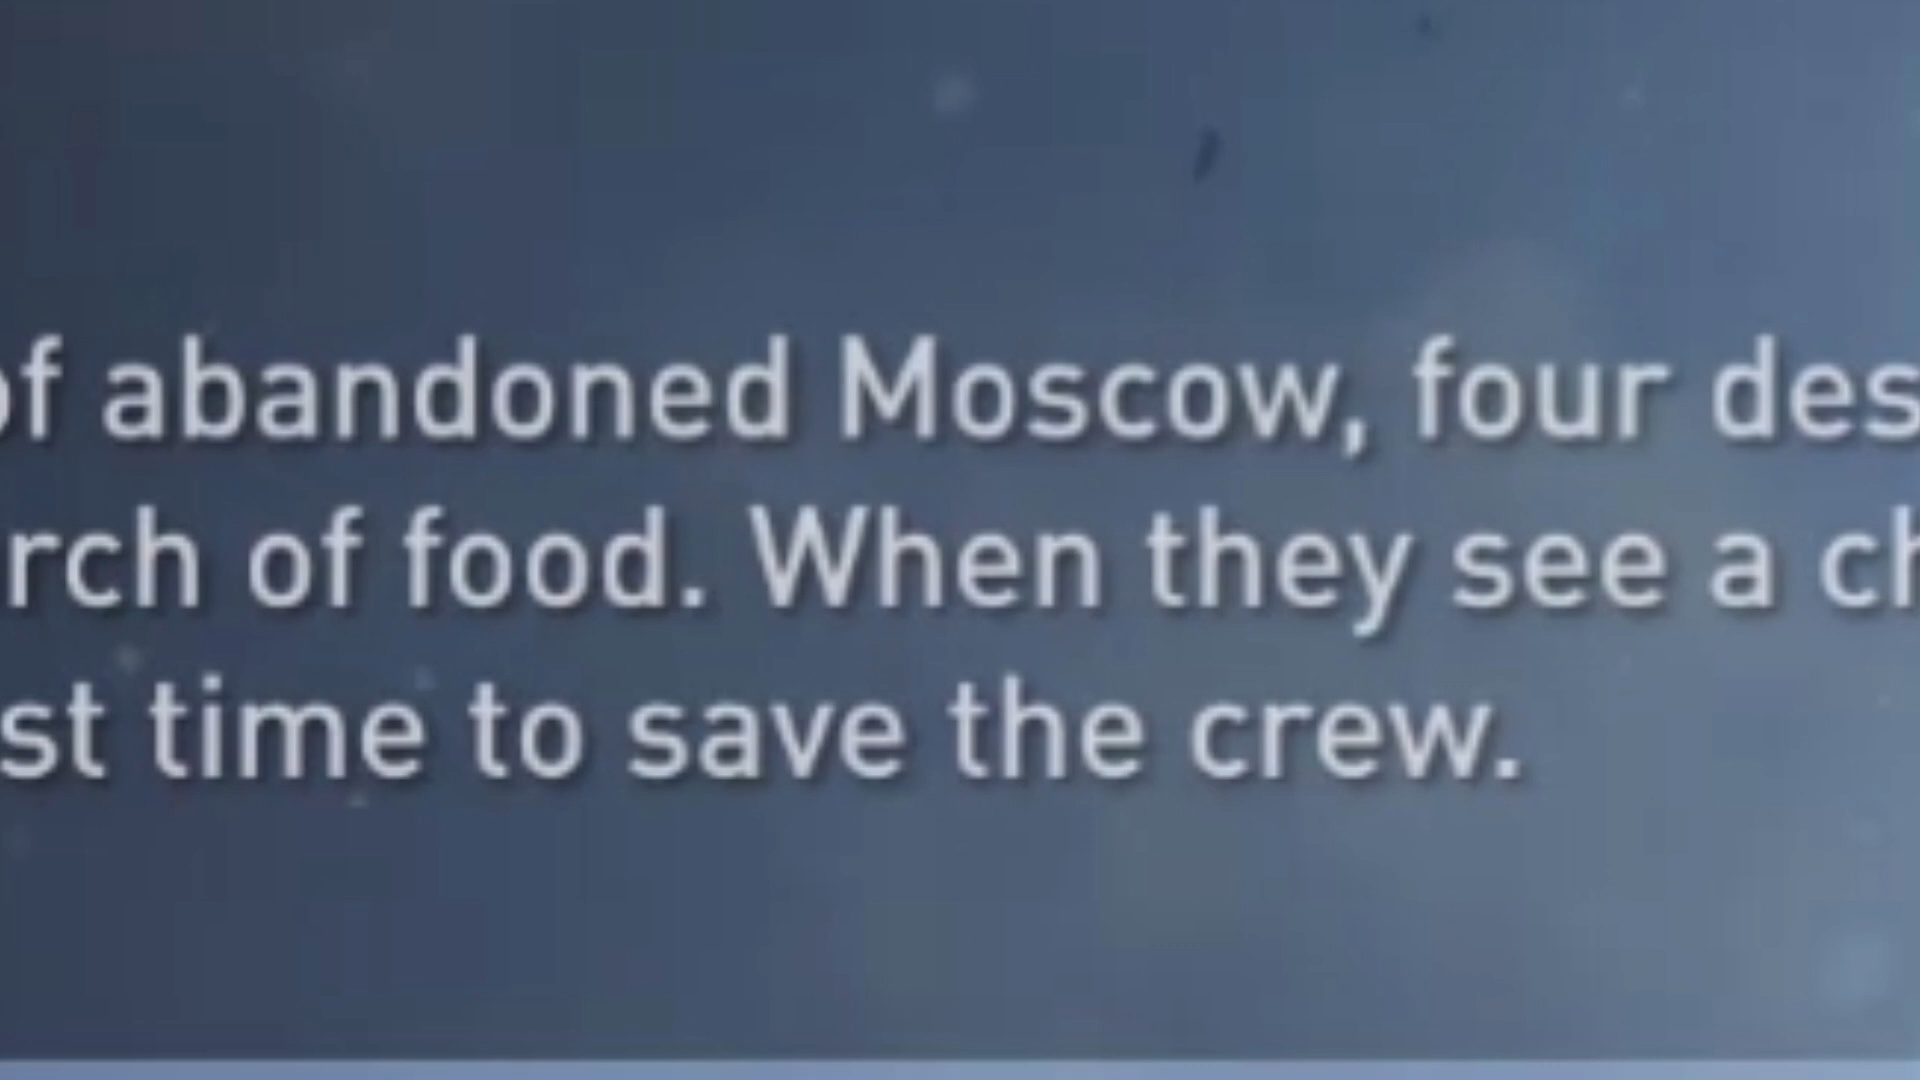 of abandoned Moscow, four des
rch of food. When they see a ch
st time to save the crew.